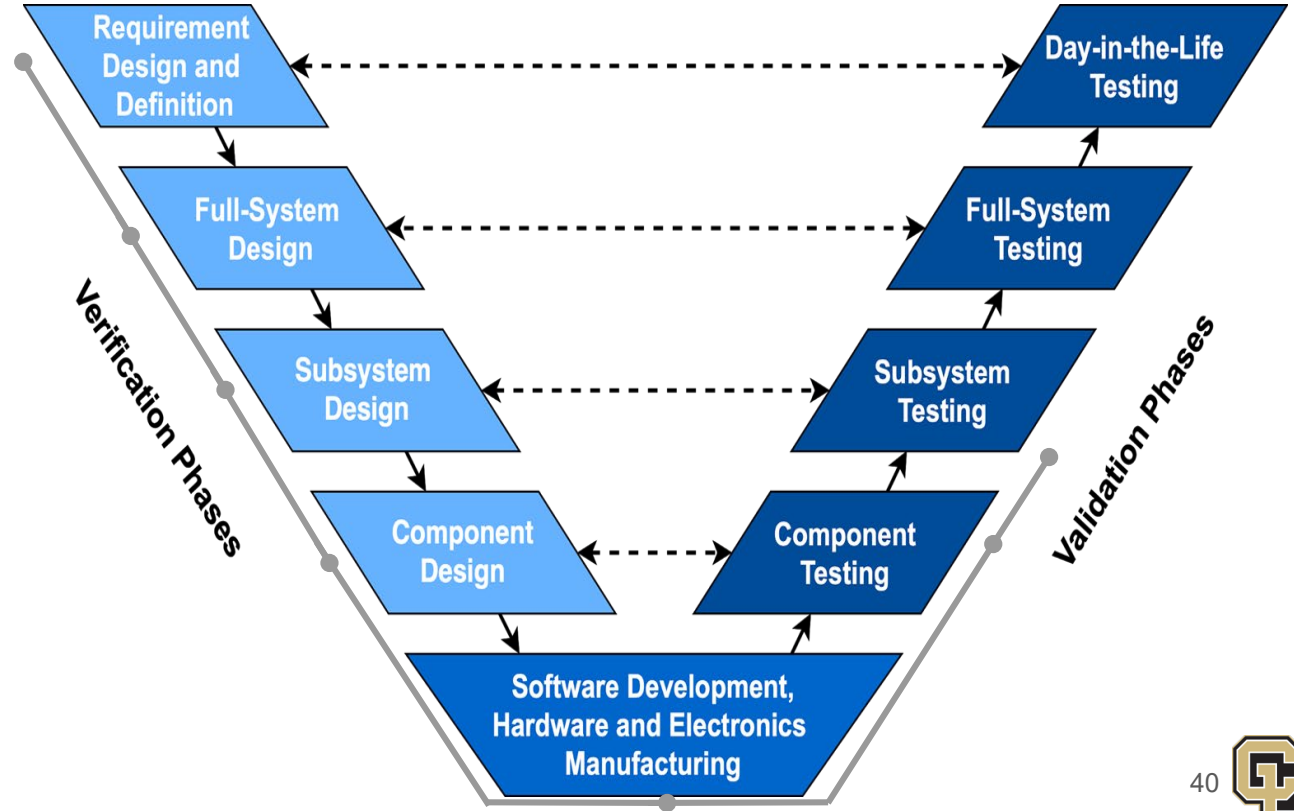 Requirement
Design and
Definition
Day-in-the-Life
Testing
Full-System
Design
Full-System
Testing
Subsystem
Design
Subsystem
Testing
Component
Design
Component
Testing
Software Development,
Hardware and Electronics
Manufacturing
Verification Phases
Validation Phases
40